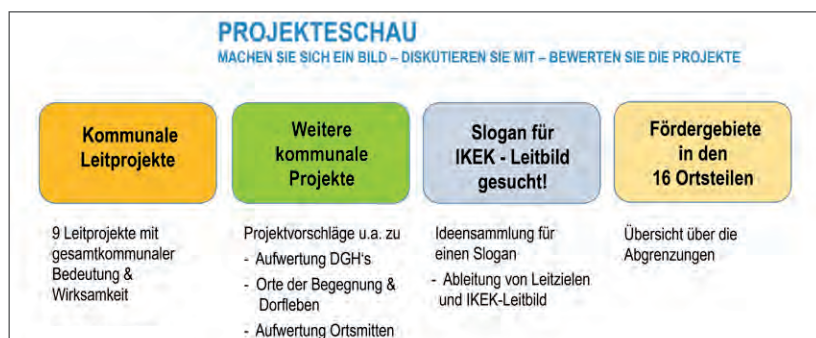 PROJEKTESCHAU
MACHEN SIE SICH EIN BILD – DISKUTIEREN SIE MIT – BEWERTEN SIE DIE PROJEKTE
Kommunale
Leitprojekte
9 Leitprojekte mit
gesamtkommunaler
Bedeutung &
Wirksamkeit
Weitere
kommunale
Projekte
Projektvorschläge u.a. zu
- Aufwertung DGH's
- Orte der Begegnung &
Dorfleben
- Aufwertung Ortsmitten
Slogan für
IKEK - Leitbild
gesucht!
Ideensammlung für
einen Slogan
- Ableitung von Leitzielen
und IKEK-Leitbild
Fördergebiete
in den
16 Ortsteilen
Übersicht über die
Abgrenzungen